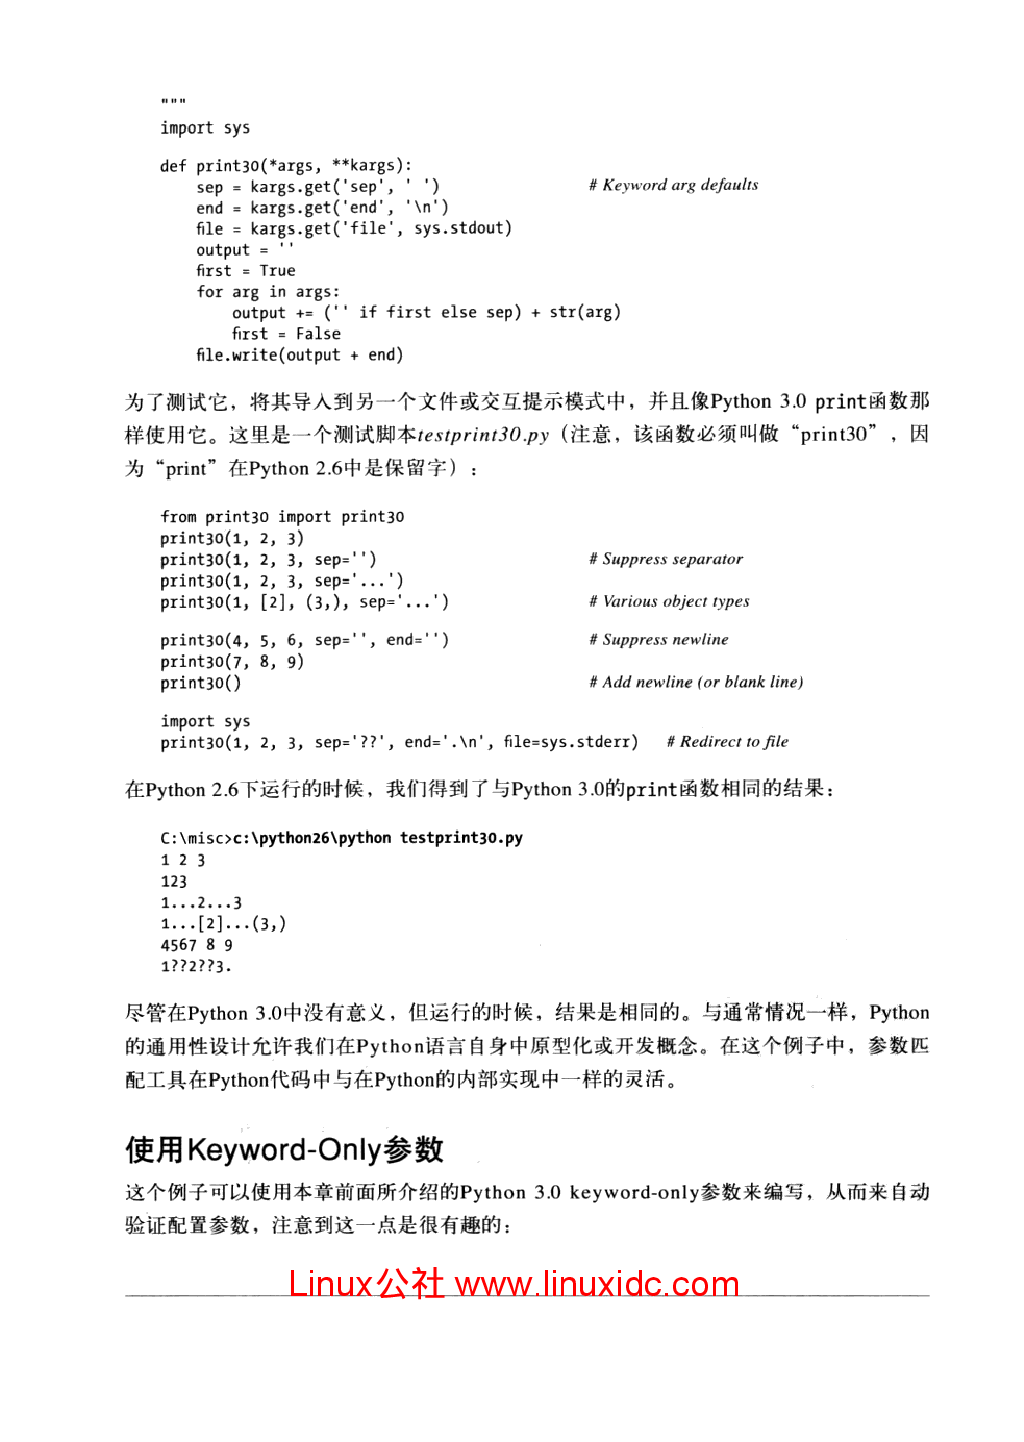 """
import sys
def print30(*args, **kargs):
    sep = kargs.get('sep', ' ')                # Keyword arg defaults
    end = kargs.get('end', '\n')
    file = kargs.get('file', sys.stdout)
    output = ''
    first = True
    for arg in args:
        output += ('' if first else sep) + str(arg)
        first = False
    file.write(output + end)
为了测试它，将其导入到另一个文件或交互提示模式中，并且像Python 3.0 print函数那
样使用它。这里是一个测试脚本testprint30.py（注意，该函数必须叫做“print30”，因
为“print”在Python 2.6中是保留字）：
from print30 import print30
print30(1, 2, 3)
print30(1, 2, 3, sep='')                # Suppress separator
print30(1, 2, 3, sep='...')
print30(1, [2], (3,), sep='...')                # Various object types
print30(4, 5, 6, sep='', end='')                # Suppress newline
print30(7, 8, 9)
print30()                # Add newline (or blank line)
import sys
print30(1, 2, 3, sep='??', end='.\n', file=sys.stderr)   # Redirect to file
在Python 2.6下运行的时候，我们得到了与Python 3.0的print函数相同的结果：
C:\misc>c:\python26\python testprint30.py
1 2 3
123
1...2...3
1...[2]...(3,)
4567 8 9
1??2??3.
尽管在Python 3.0中没有意义，但运行的时候，结果是相同的。与通常情况一样，Python
的通用性设计允许我们在Python语言自身中原型化或开发概念。在这个例子中，参数匹
配工具在Python代码中与在Python的内部实现中一样的灵活。
使用Keyword-Only参数
这个例子可以使用本章前面所介绍的Python 3.0 keyword-only参数来编写，从而来自动
验证配置参数，注意到这一点是很有趣的：
Linux公社 www.linuxidc.com